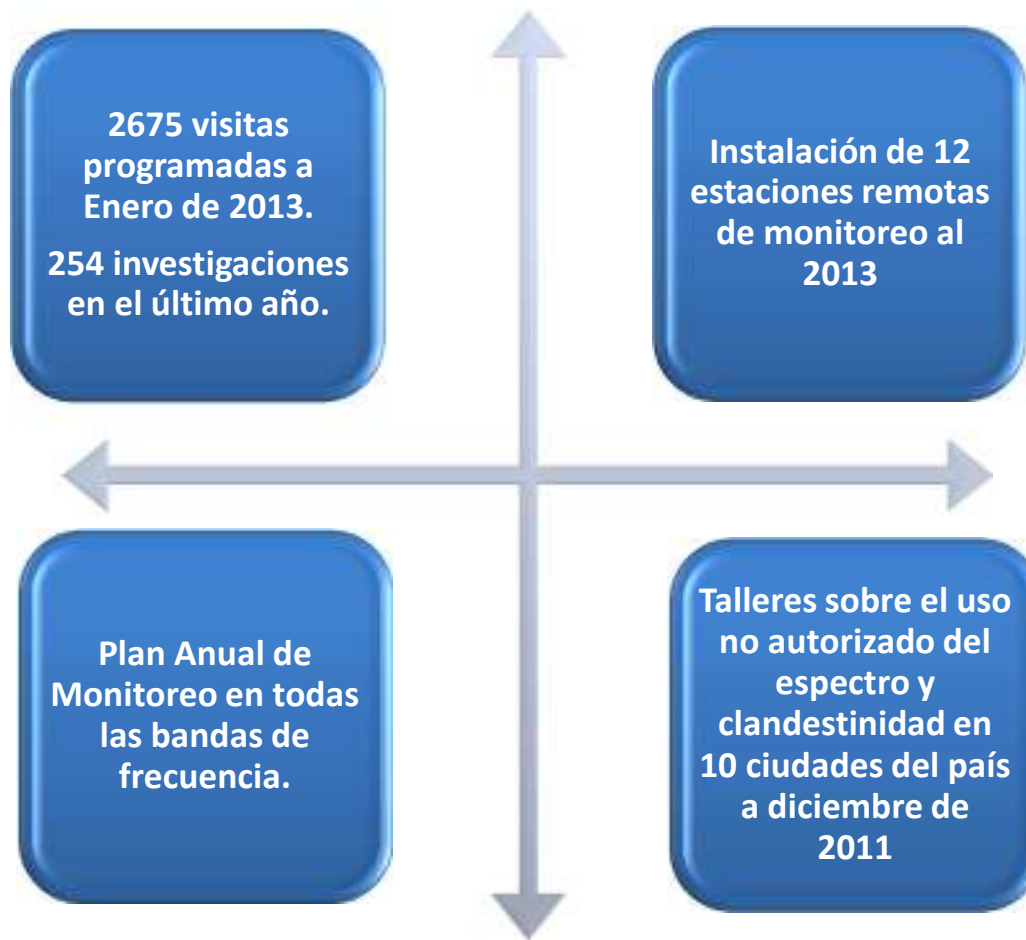 2675 visitas
programadas a
Enero de 2013.
254 investigaciones
en el último año.
Instalación de 12
estaciones remotas
de monitoreo al
2013
Plan Anual de
Monitoreo en todas
las bandas de
frecuencia.
Talleres sobre el uso
no autorizado del
espectro y
clandestinidad en
10 ciudades del país
a diciembre de
2011